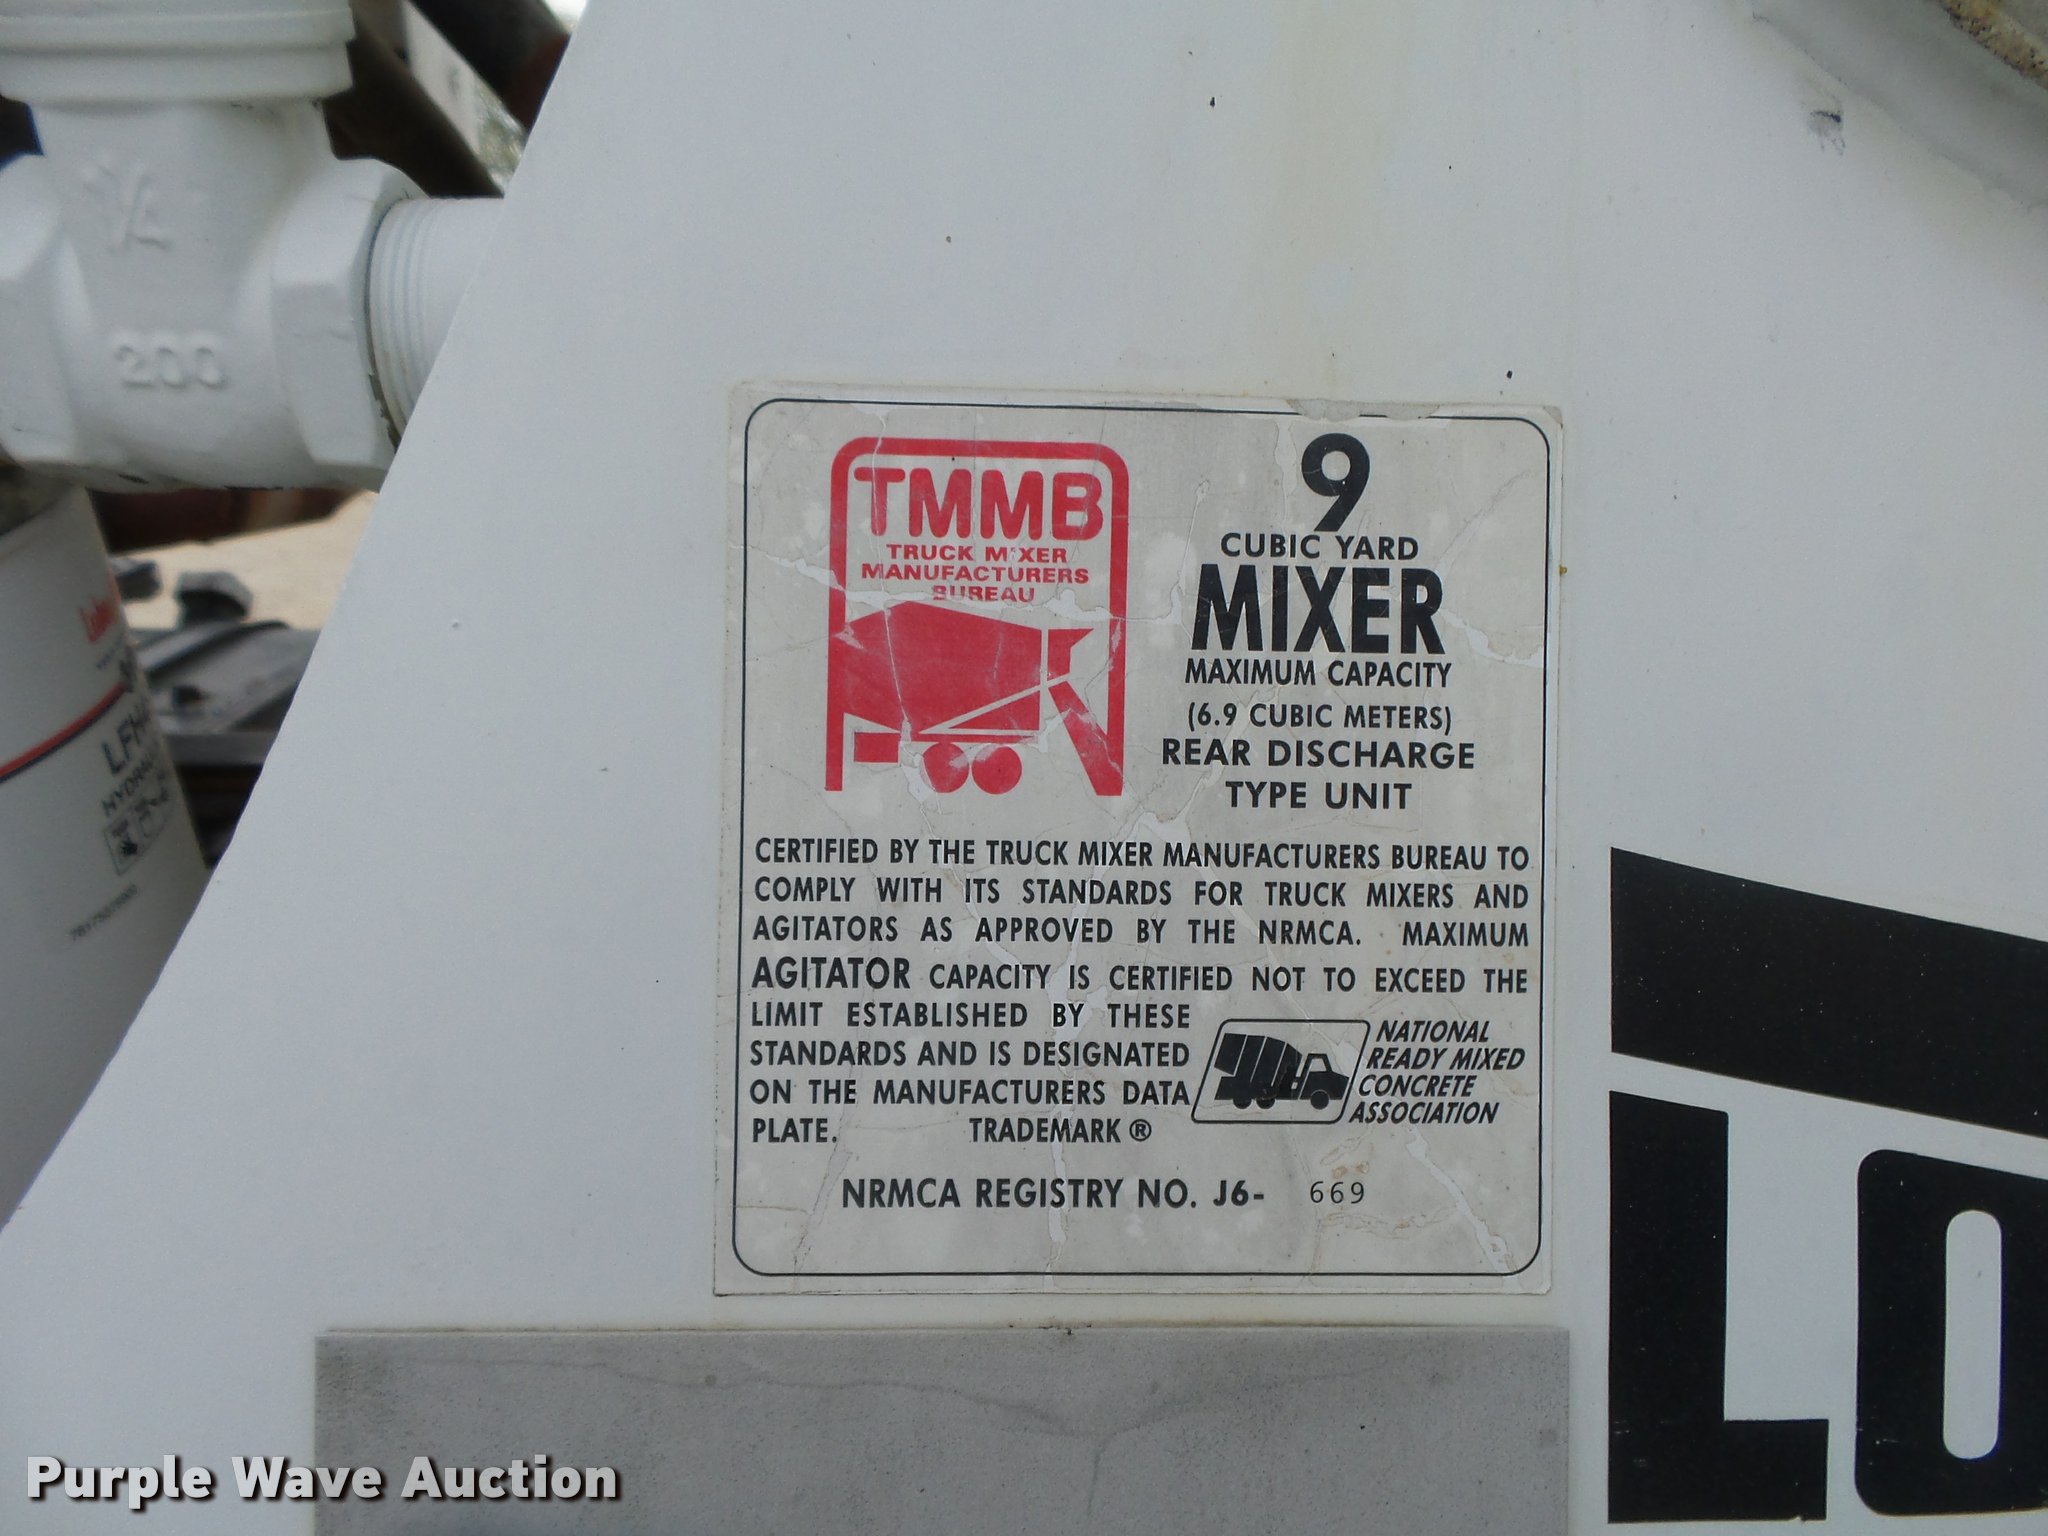 TMMB
TRUCK MIXER
MANUFACTURERS
BUREAU
9
CUBIC YARD
MIXER
MAXIMUM CAPACITY
(6.9 CUBIC METERS)
REAR DISCHARGE
TYPE UNIT
CERTIFIED BY THE TRUCK MIXER MANUFACTURERS BUREAU TO
COMPLY WITH ITS STANDARDS FOR TRUCK MIXERS AND
AGITATORS AS APPROVED BY THE NRMCA. MAXIMUM
AGITATOR CAPACITY IS CERTIFIED NOT TO EXCEED THE
LIMIT ESTABLISHED BY THESE
STANDARDS AND IS DESIGNATED
ON THE MANUFACTURERS DATA
PLATE. TRADEMARK ®
NATIONAL
READY MIXED
CONCRETE
ASSOCIATION
NRMCA REGISTRY NO. J6- 669
200
LO
Purple Wave Auction